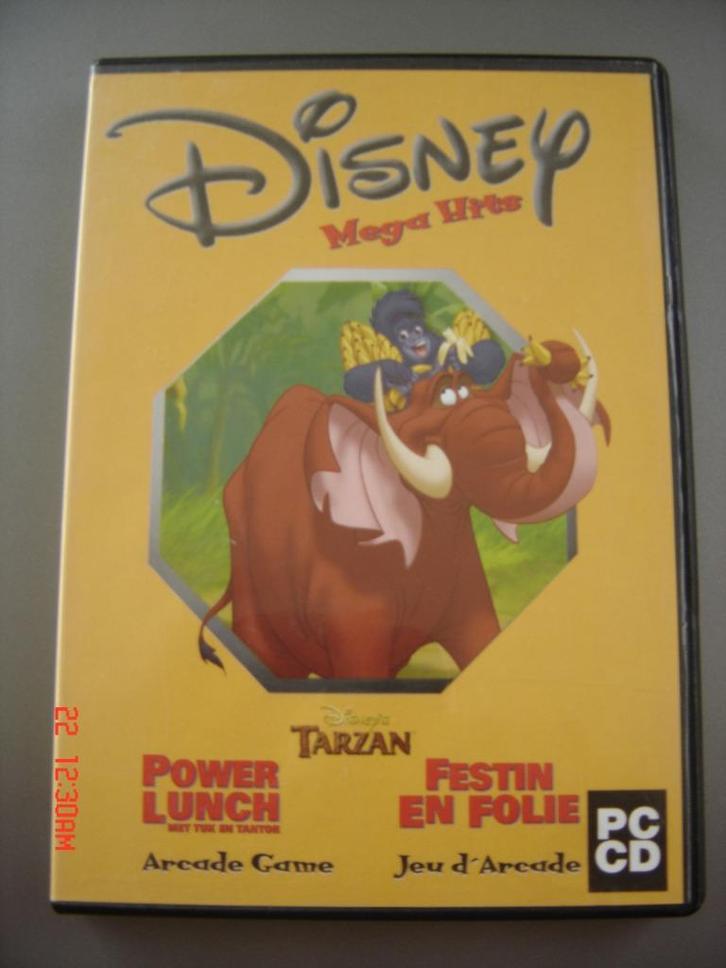 Disney
Mega Hits
Disney's
TARZAN
POWER
LUNCH
MET TUK EN TANTOR
Arcade Game
FESTIN
EN FOLIE
Jeu d'Arcade
PC
CD
22 12:30AM